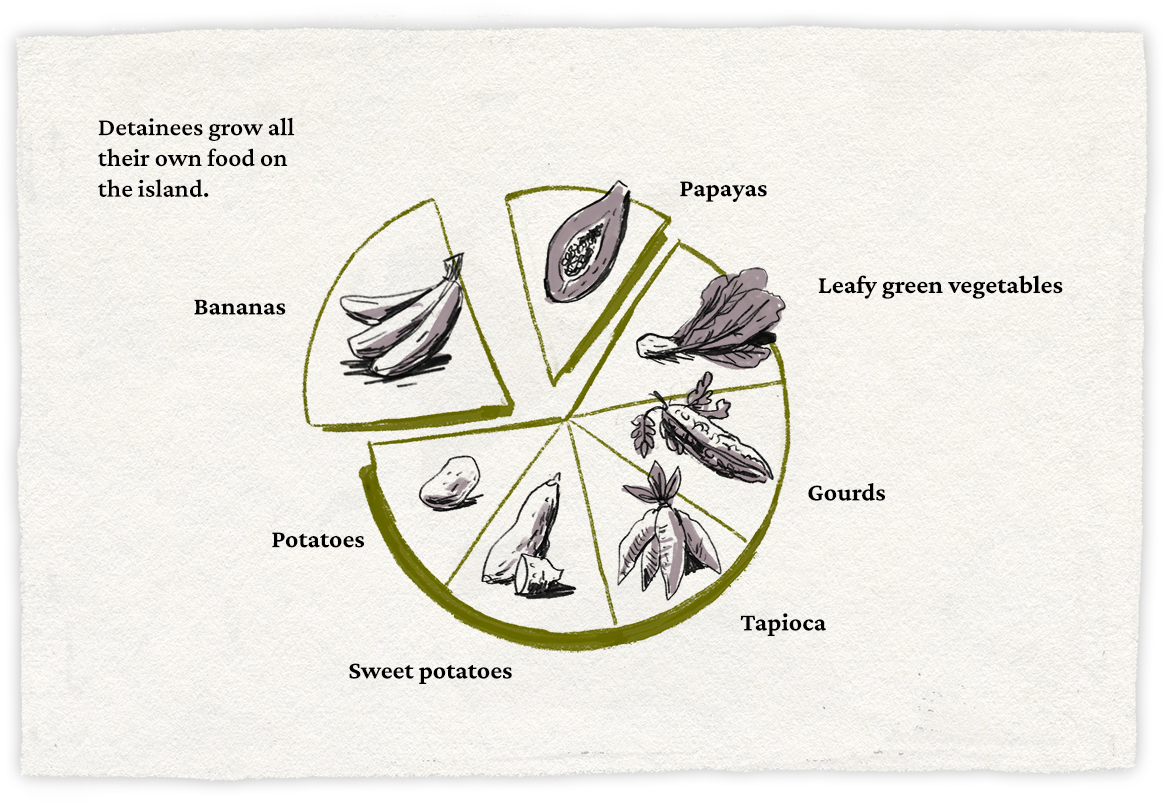 Detainees grow all
their own food on
the island.
Papayas
Leafy green vegetables
Bananas
Gourds
Potatoes
Tapioca
Sweet potatoes